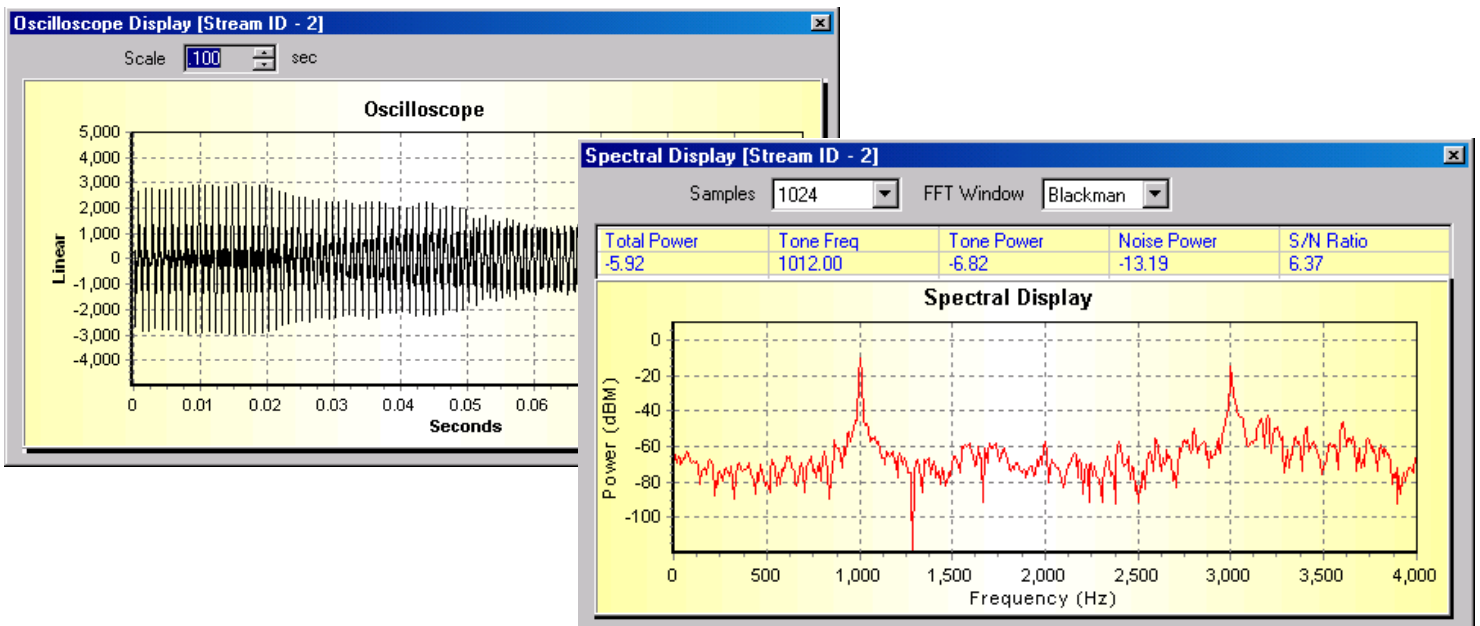 Oscilloscope Display [Stream ID - 2]
Scale .100 sec
Oscilloscope
5,000
4,000
3,000
2,000
1,000
0
-1,000
-2,000
-3,000
-4,000
Linear
0 0.01 0.02 0.03 0.04 0.05 0.06
Seconds
Spectral Display [Stream ID - 2]
Samples 1024 FFT Window Blackman
Total Power Tone Freq Tone Power Noise Power S/N Ratio
-5.92 1012.00 -6.82 -13.19 6.37
Spectral Display
0
-20
-40
-60
-80
-100
Power (dBM)
0 500 1,000 1,500 2,000 2,500 3,000 3,500 4,000
Frequency (Hz)